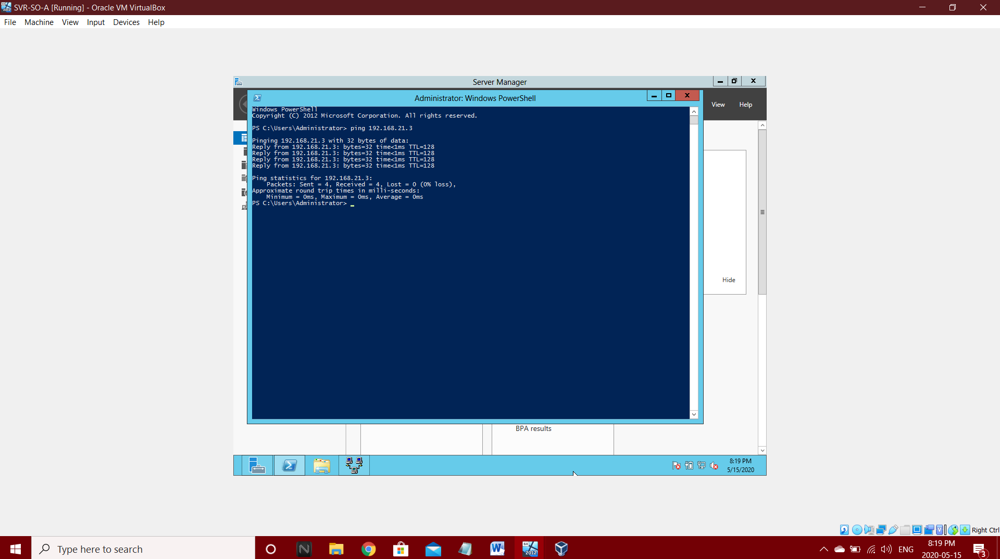 SVR-SO-A [Running] - Oracle VM VirtualBox
File Machine View Input Devices Help
Server Manager
Administrator: Windows PowerShell
View Help
Windows PowerShell
Copyright (C) 2012 Microsoft Corporation. All rights reserved.
PS C:\Users\Administrator> ping 192.168.21.3
Pinging 192.168.21.3 with 32 bytes of data:
Reply from 192.168.21.3: bytes=32 time<1ms TTL=128
Reply from 192.168.21.3: bytes=32 time<1ms TTL=128
Reply from 192.168.21.3: bytes=32 time<1ms TTL=128
Reply from 192.168.21.3: bytes=32 time<1ms TTL=128
Ping statistics for 192.168.21.3:
Packets: Sent = 4, Received = 4, Lost = 0 (0% loss),
Approximate round trip times in milli-seconds:
Minimum = 0ms, Maximum = 0ms, Average = 0ms
PS C:\Users\Administrator>
Hide
BPA results
8:19 PM
5/15/2020
Right Ctrl
Type here to search
64
2012
ENG
8:19 PM
2020-05-15
3